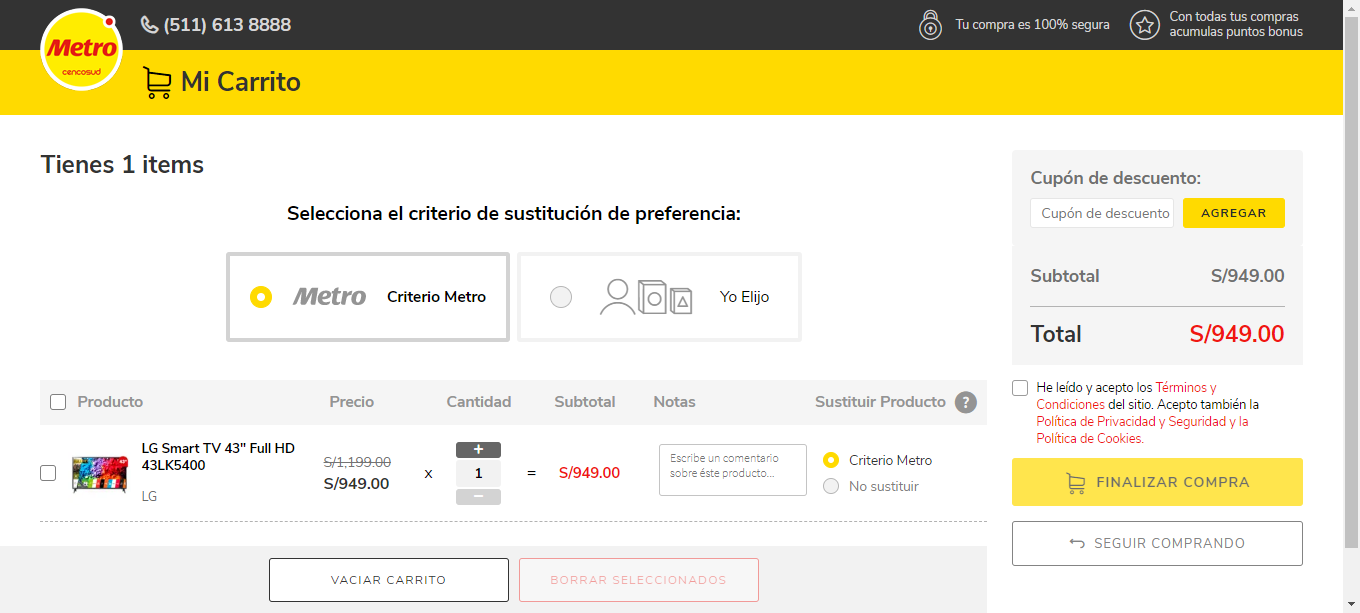 (511) 613 8888
Tu compra es 100% segura
Con todas tus compras
acumulas puntos bonus
Metro
cencosud
Mi Carrito
Tienes 1 items
Selecciona el criterio de sustitución de preferencia:
Metro Criterio Metro
Yo Elijo
Producto Precio Cantidad Subtotal Notas Sustituir Producto ?
LG Smart TV 43" Full HD
43LK5400
LG
S/1,199.00
S/949.00
x
+
1
−
=
S/949.00
Escribe un comentario
sobre éste producto...
Criterio Metro
No sustituir
VACIAR CARRITO
BORRAR SELECCIONADOS
Cupón de descuento:
Cupón de descuento
AGREGAR
Subtotal S/949.00
Total S/949.00
He leído y acepto los Términos y
Condiciones del sitio. Acepto también la
Política de Privacidad y Seguridad y la
Política de Cookies.
FINALIZAR COMPRA
SEGUIR COMPRANDO